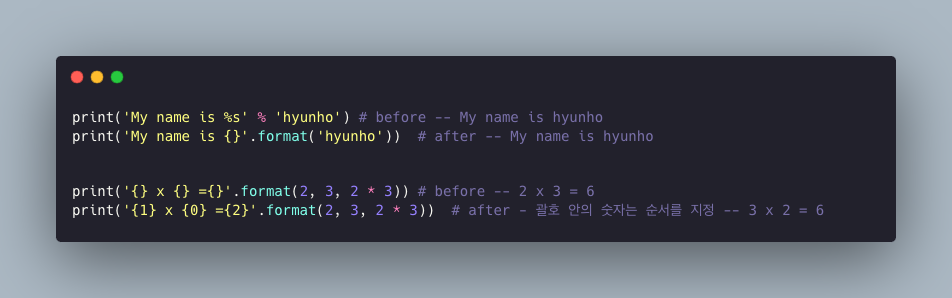 print('My name is %s' % 'hyunho') # before -- My name is hyunho
print('My name is {}'.format('hyunho'))  # after -- My name is hyunho
print('{} x {} ={}'.format(2, 3, 2 * 3)) # before -- 2 x 3 = 6
print('{1} x {0} ={2}'.format(2, 3, 2 * 3))  # after - 괄호 안의 숫자는 순서를 지정 -- 3 x 2 = 6